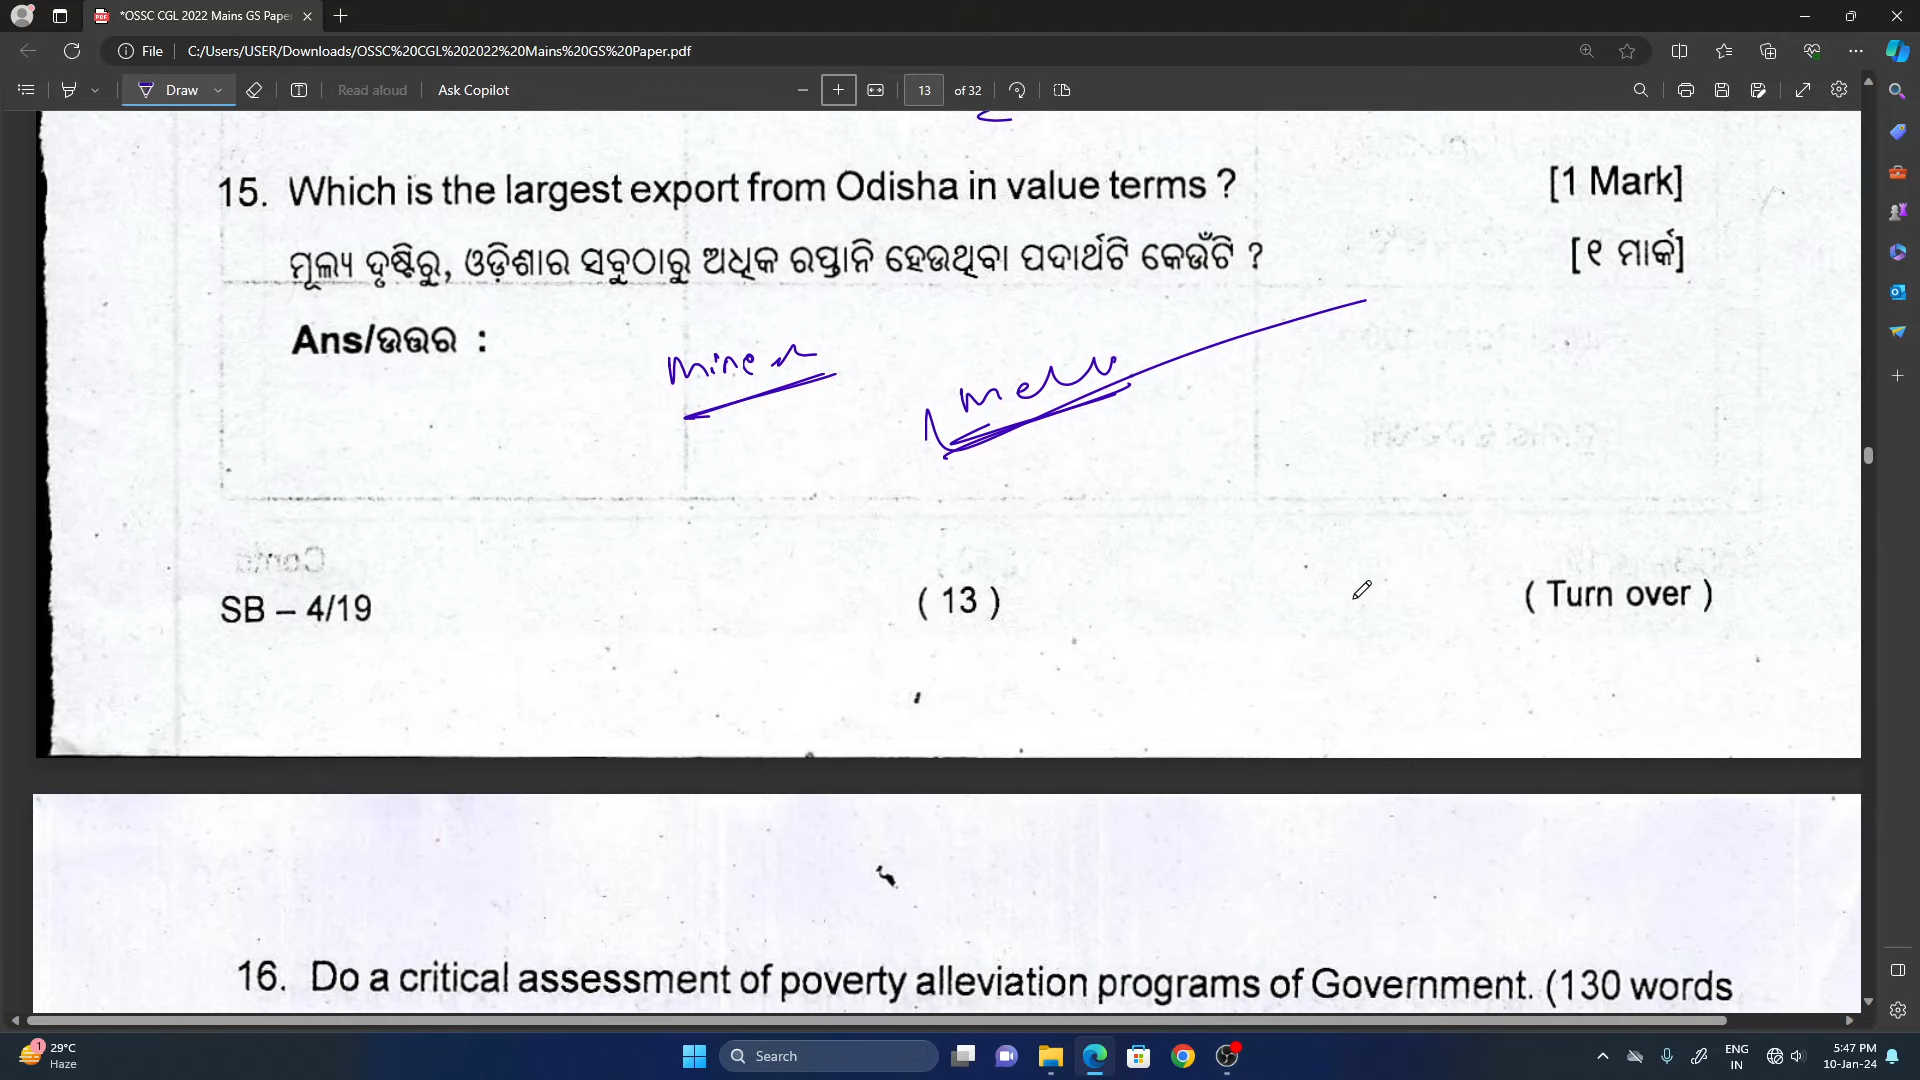 *OSSC CGL 2022 Mains GS Paper
File C:/Users/USER/Downloads/OSSC%20CGL%202022%20Mains%20GS%20Paper.pdf
Draw Read aloud Ask Copilot 13 of 32
15. Which is the largest export from Odisha in value terms ? [1 Mark]
ମୂଲ୍ୟ ଦୃଷ୍ଟିରୁ, ଓଡ଼ିଶାର ସବୁଠାରୁ ଅଧିକ ରପ୍ତାନି ହେଉଥିବା ପଦାର୍ଥଟି କେଉଁଟି ? [୧ ମାର୍କ]
Ans/ଉତ୍ତର :
SB – 4/19 ( 13 ) ( Turn over )
16. Do a critical assessment of poverty alleviation programs of Government. (130 words
1
29°C
Haze
Search
ENG
IN
5:47 PM
10-Jan-24